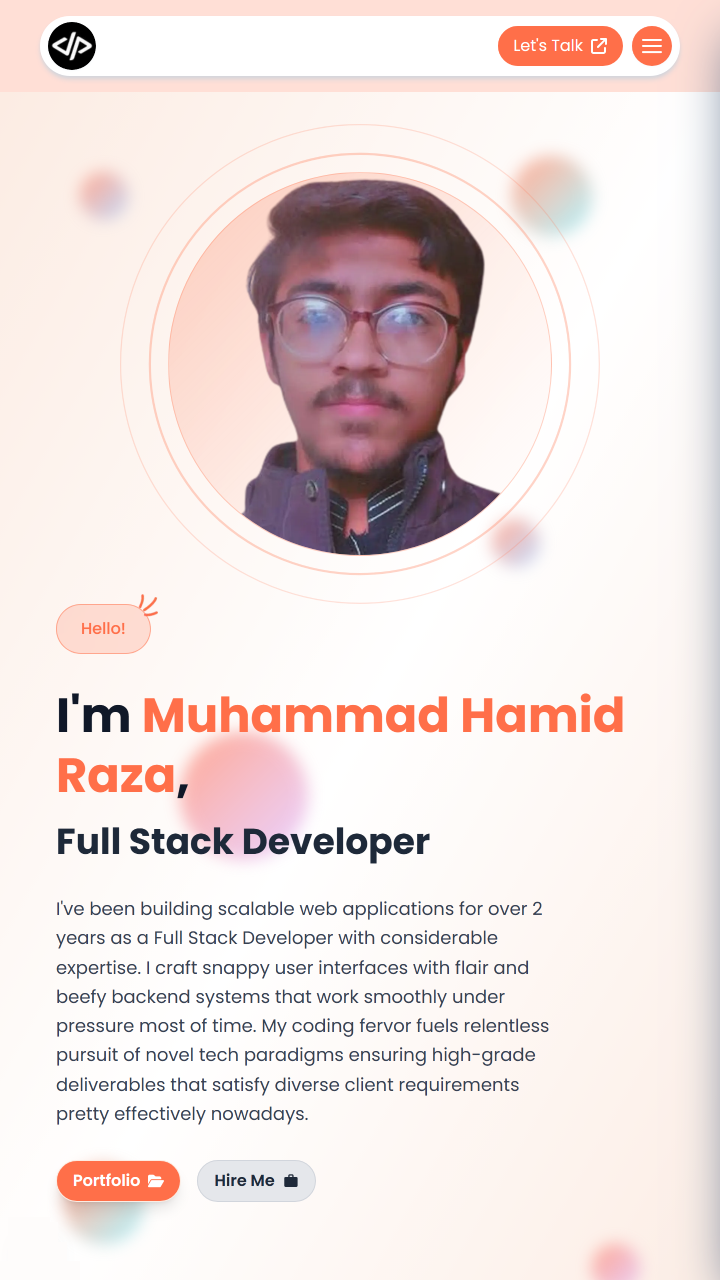 Let's Talk
Hello!
I'm Muhammad Hamid
Raza,
Full Stack Developer
I've been building scalable web applications for over 2
years as a Full Stack Developer with considerable
expertise. I craft snappy user interfaces with flair and
beefy backend systems that work smoothly under
pressure most of time. My coding fervor fuels relentless
pursuit of novel tech paradigms ensuring high-grade
deliverables that satisfy diverse client requirements
pretty effectively nowadays.
Portfolio
Hire Me